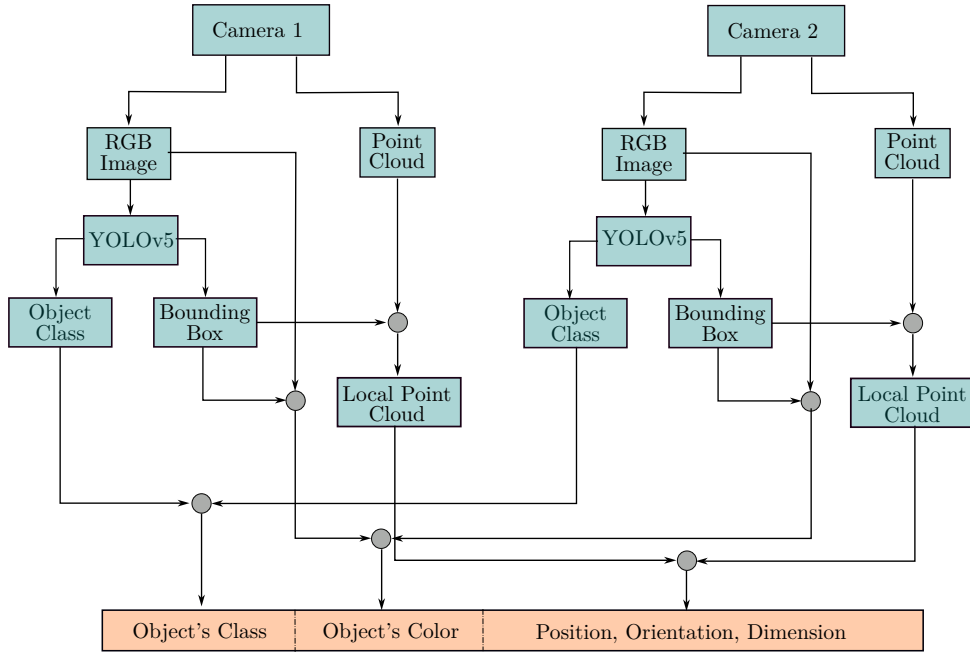 Camera 1
Camera 2
RGB
Image
Point
Cloud
RGB
Image
Point
Cloud
YOLOv5
YOLOv5
Object
Class
Bounding
Box
Object
Class
Bounding
Box
Local Point
Cloud
Local Point
Cloud
Object's Class
Object's Color
Position, Orientation, Dimension